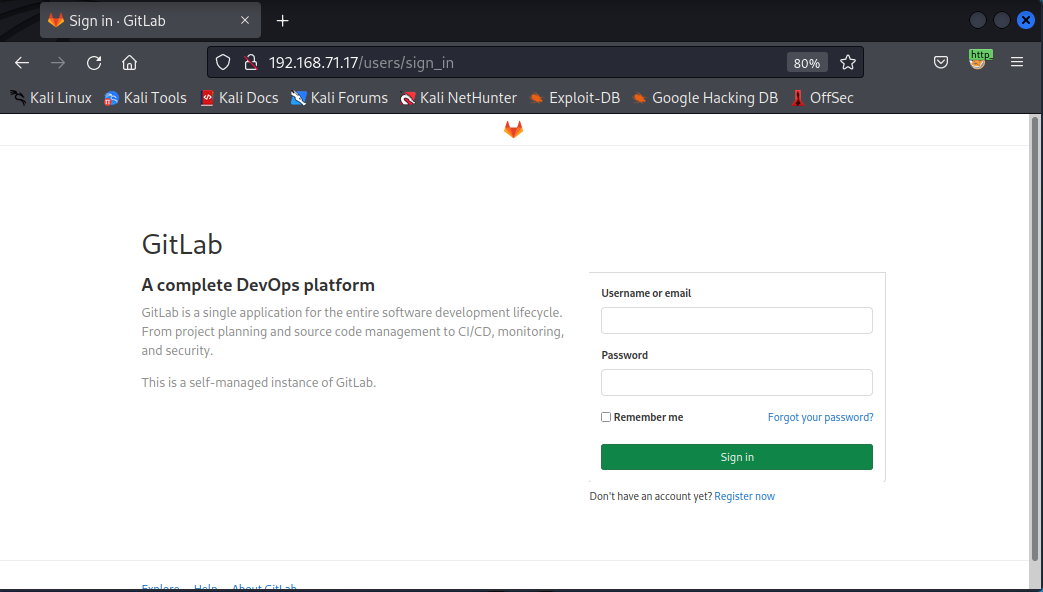 Sign in · GitLab
192.168.71.17/users/sign_in
80%
http_
Kali Linux Kali Tools Kali Docs Kali Forums Kali NetHunter Exploit-DB Google Hacking DB OffSec
GitLab
A complete DevOps platform
GitLab is a single application for the entire software development lifecycle.
From project planning and source code management to CI/CD, monitoring,
and security.
This is a self-managed instance of GitLab.
Username or email
Password
Remember me Forgot your password?
Sign in
Don't have an account yet? Register now
Explore Help About GitLab